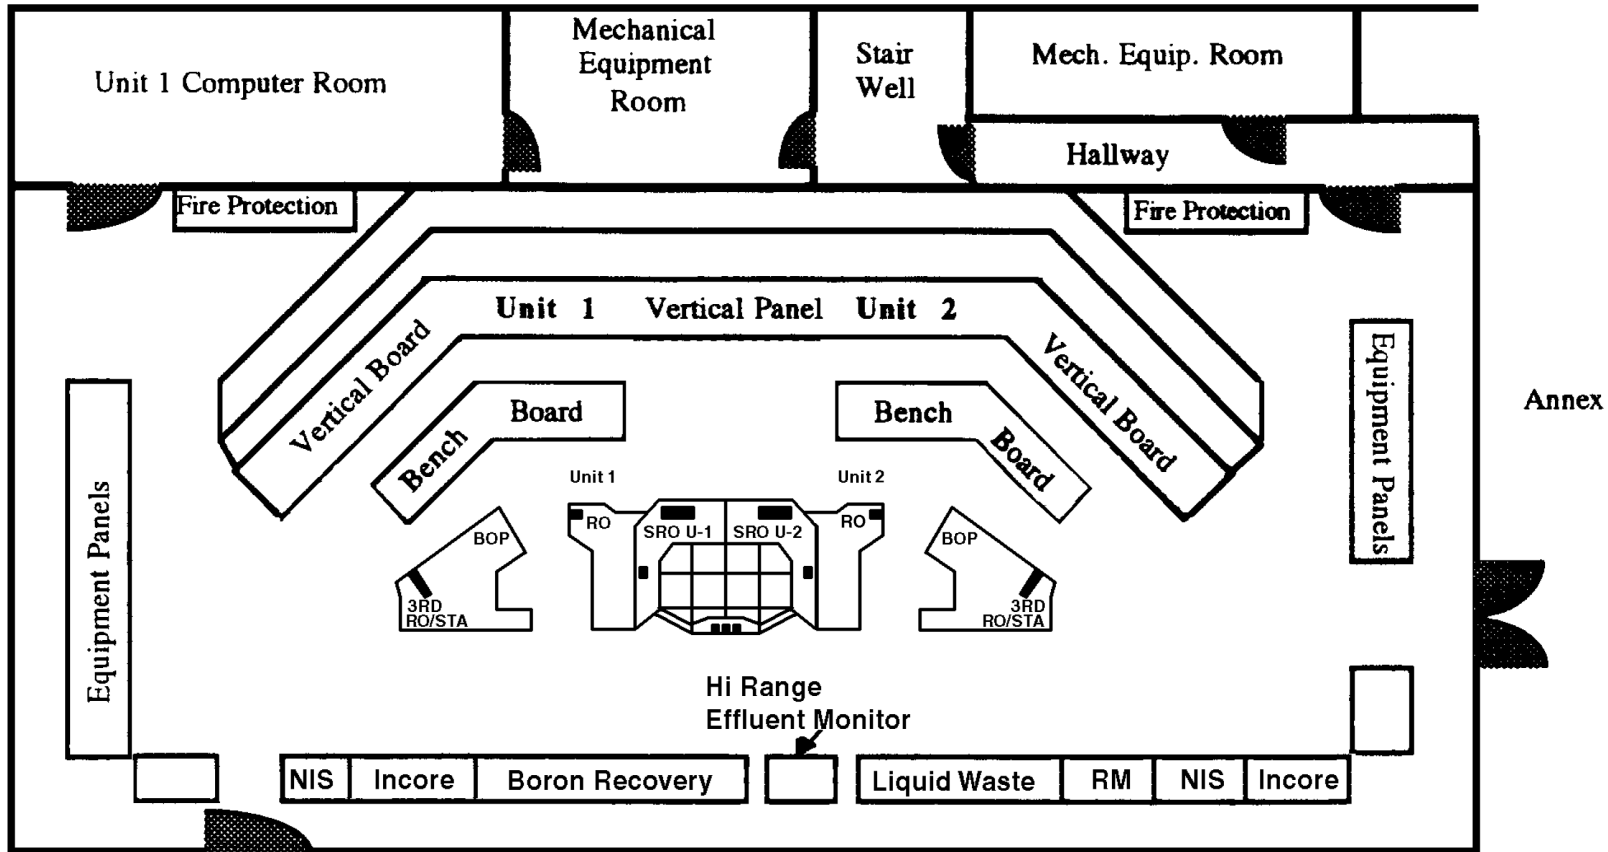 Unit 1 Computer Room
Mechanical
Equipment
Room
Stair
Well
Mech. Equip. Room
Hallway
Fire Protection
Fire Protection
Unit 1 Vertical Panel Unit 2
Vertical Board
Vertical Board
Equipment Panels
Annex
Bench Board
Bench Board
Unit 1
Unit 2
RO
SRO U-1
SRO U-2
RO
BOP
BOP
3RD
RO/STA
3RD
RO/STA
Equipment Panels
Hi Range
Effluent Monitor
NIS
Incore
Boron Recovery
Liquid Waste
RM
NIS
Incore